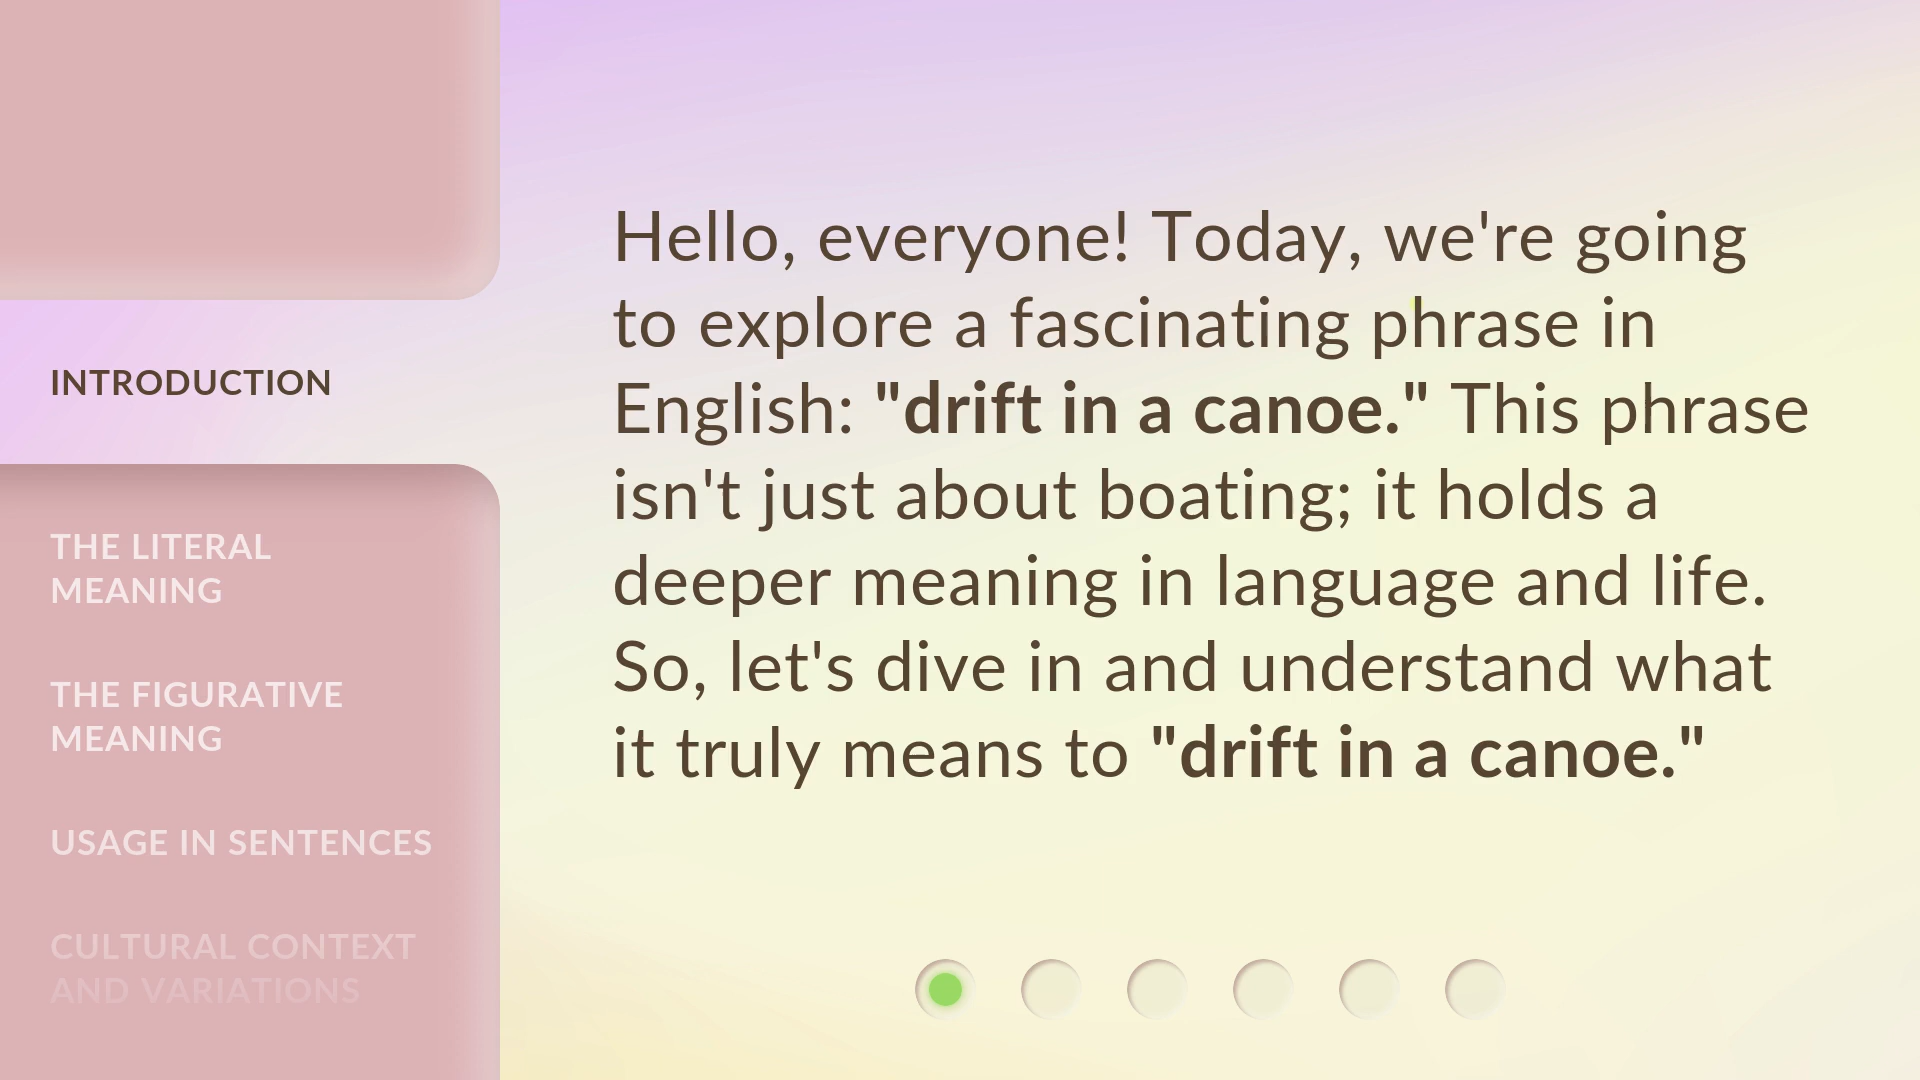 INTRODUCTION
THE LITERAL
MEANING
THE FIGURATIVE
MEANING
USAGE IN SENTENCES
CULTURAL CONTEXT
AND VARIATIONS
Hello, everyone! Today, we're going
to explore a fascinating phrase in
English: "drift in a canoe." This phrase
isn't just about boating; it holds a
deeper meaning in language and life.
So, let's dive in and understand what
it truly means to "drift in a canoe."